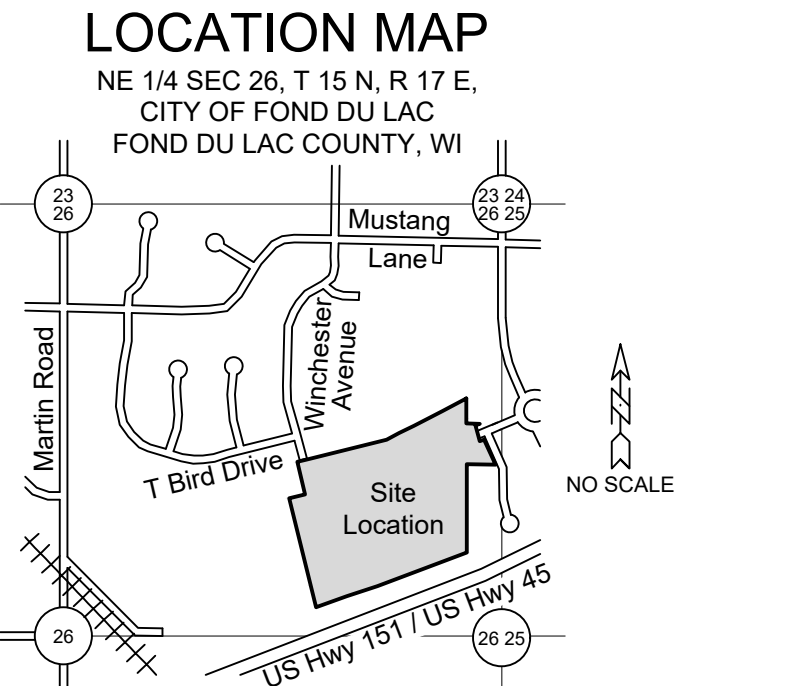 LOCATION MAP
NE 1/4 SEC 26, T 15 N, R 17 E,
CITY OF FOND DU LAC
FOND DU LAC COUNTY, WI
23
26
23 24
26 25
Mustang
Lane
Winchester
Avenue
Martin Road
T Bird Drive
Site
Location
N
NO SCALE
US Hwy 151 / US Hwy 45
26
26 25